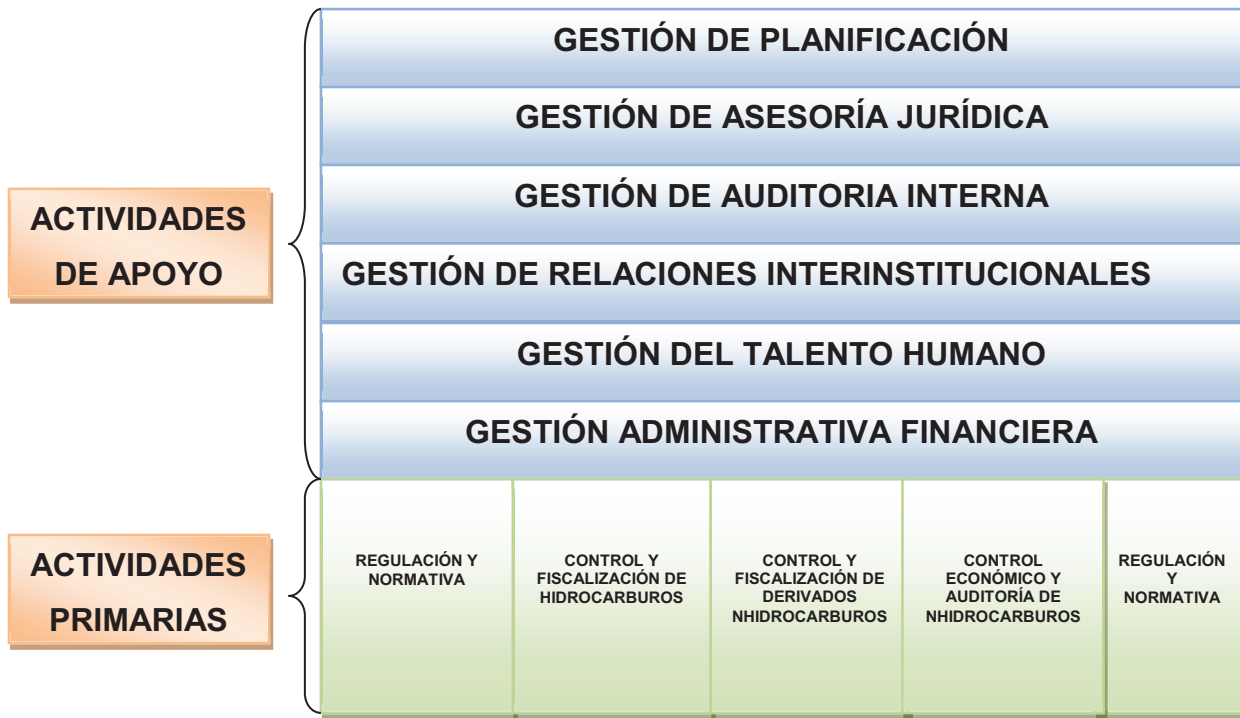 GESTIÓN DE PLANIFICACIÓN
GESTIÓN DE ASESORÍA JURÍDICA
GESTIÓN DE AUDITORIA INTERNA
GESTIÓN DE RELACIONES INTERINSTITUCIONALES
GESTIÓN DEL TALENTO HUMANO
GESTIÓN ADMINISTRATIVA FINANCIERA
ACTIVIDADES
DE APOYO
ACTIVIDADES
PRIMARIAS
REGULACIÓN Y
NORMATIVA
CONTROL Y
FISCALIZACIÓN DE
HIDROCARBUROS
CONTROL Y
FISCALIZACIÓN DE
DERIVADOS
NHIDROCARBUROS
CONTROL
ECONÓMICO Y
AUDITORÍA DE
NHIDROCARBUROS
REGULACIÓN
Y
NORMATIVA